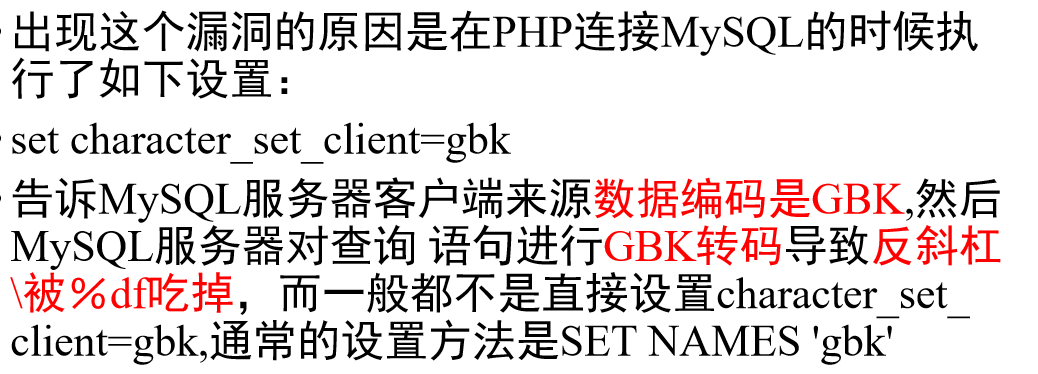 • 出现这个漏洞的原因是在PHP连接MySQL的时候执
行了如下设置：
• set character_set_client=gbk
• 告诉MySQL服务器客户端来源数据编码是GBK,然后
MySQL服务器对查询 语句进行GBK转码导致反斜杠
\被％df吃掉，而一般都不是直接设置character_set_
client=gbk,通常的设置方法是SET NAMES 'gbk'